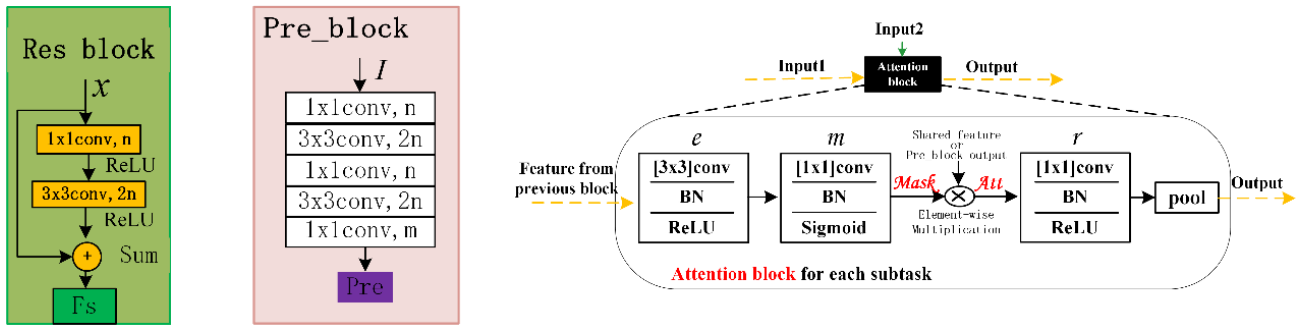 Res block
x
1x1conv, n
ReLU
3x3conv, 2n
ReLU
+
Sum
Fs
Pre_block
I
1x1conv, n
3x3conv, 2n
1x1conv, n
3x3conv, 2n
1x1conv, m
Pre
Input2
Input1
Attention
block
Output
Feature from
previous block
e
[3x3]conv
BN
ReLU
m
[1x1]conv
BN
Sigmoid
Mask
Shared feature
or
Pre block output
Att
Element-wise
Multiplication
r
[1x1]conv
BN
ReLU
pool
Output
Attention block for each subtask